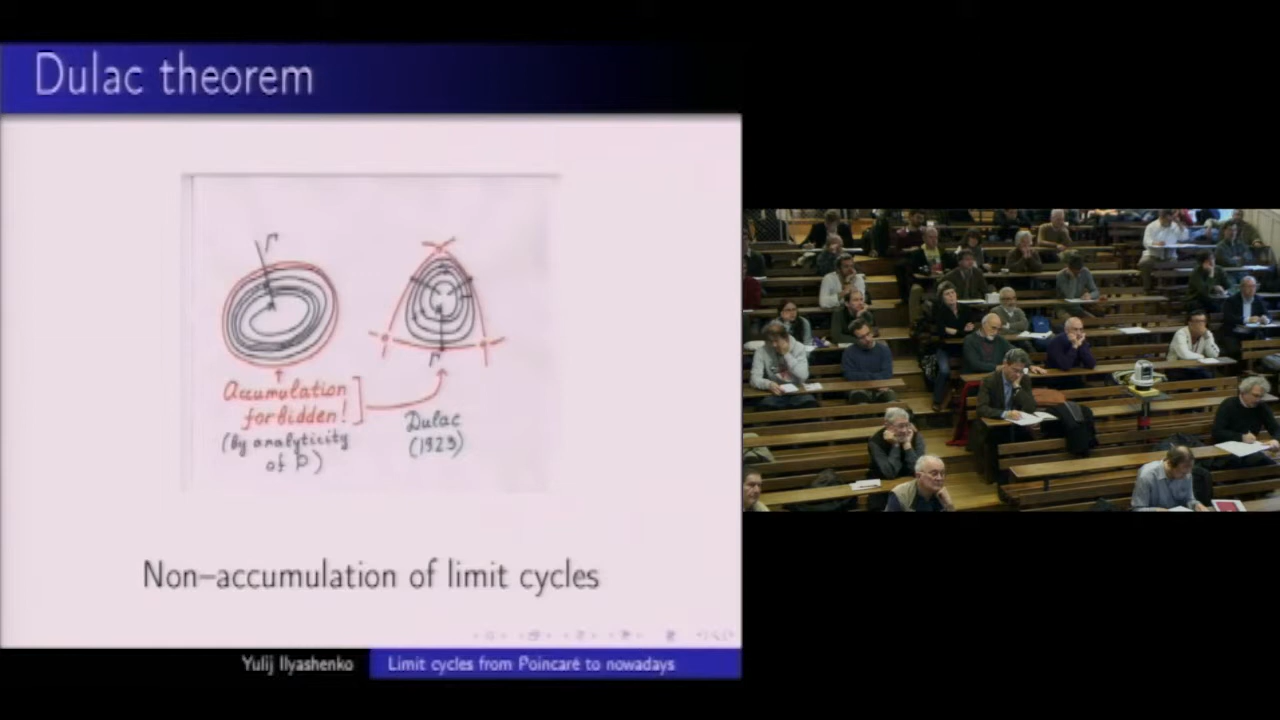 Dulac theorem
Γ
Γ
Accumulation
forbidden!
(by analyticity
of P)
Dulac
(1923)
Non–accumulation of limit cycles
Yulij Ilyashenko
Limit cycles from Poincaré to nowadays